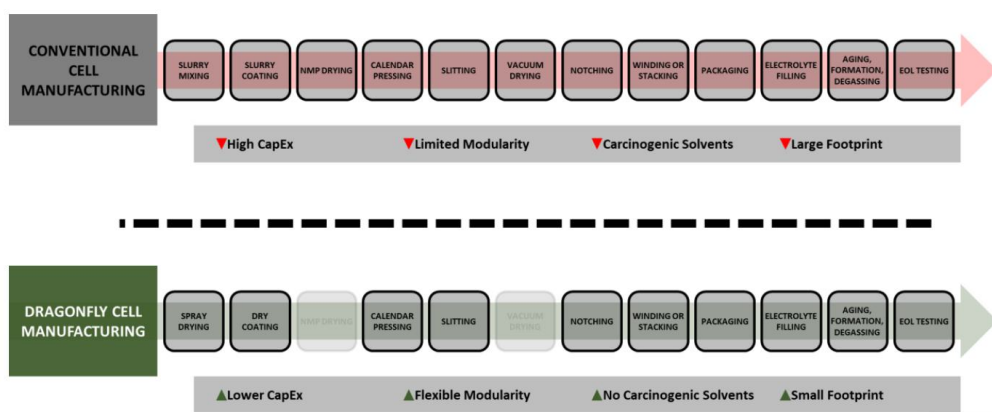 CONVENTIONAL
CELL
MANUFACTURING
SLURRY
MIXING
SLURRY
COATING
NMP DRYING
CALENDAR
PRESSING
SLITTING
VACUUM
DRYING
NOTCHING
WINDING OR
STACKING
PACKAGING
ELECTROLYTE
FILLING
AGING,
FORMATION,
DEGASSING
EOL TESTING
▼High CapEx
▼Limited Modularity
▼Carcinogenic Solvents
▼Large Footprint
DRAGONFLY CELL
MANUFACTURING
SPRAY
DRYING
DRY
COATING
NMP DRYING
CALENDAR
PRESSING
SLITTING
VACUUM
DRYING
NOTCHING
WINDING OR
STACKING
PACKAGING
ELECTROLYTE
FILLING
AGING,
FORMATION,
DEGASSING
EOL TESTING
▲Lower CapEx
▲Flexible Modularity
▲No Carcinogenic Solvents
▲Small Footprint